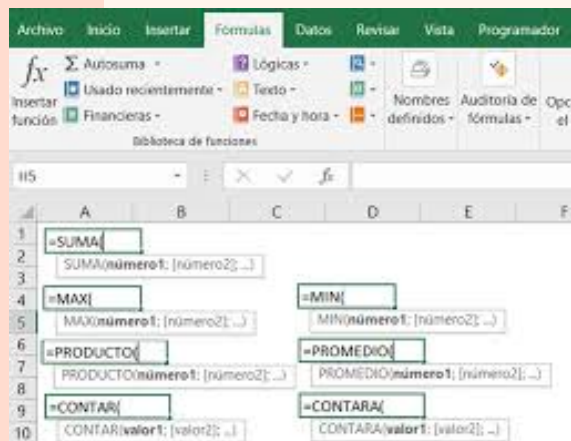 Archivo Inicio Insertar Fórmulas Datos Revisar Vista Programador
fx Σ Autosuma Lógicas
Usado recientemente Texto
Insertar función Financieras Fecha y hora
Nombres definidos Auditoría de fórmulas Opc el
Biblioteca de funciones
I15 fx
A B C D E F
1 =SUMA(
2 SUMA(número1; [número2]; ...)
3
4 =MAX( =MIN(
5 MAX(número1; [número2]; ...) MIN(número1; [número2]; ...)
6 =PRODUCTO( =PROMEDIO(
7 PRODUCTO(número1; [número2]; ...) PROMEDIO(número1; [número2]; ...)
8
9 =CONTAR( =CONTARA(
10 CONTAR(valor1; [valor2]; ...) CONTARA(valor1; [valor2]; ...)